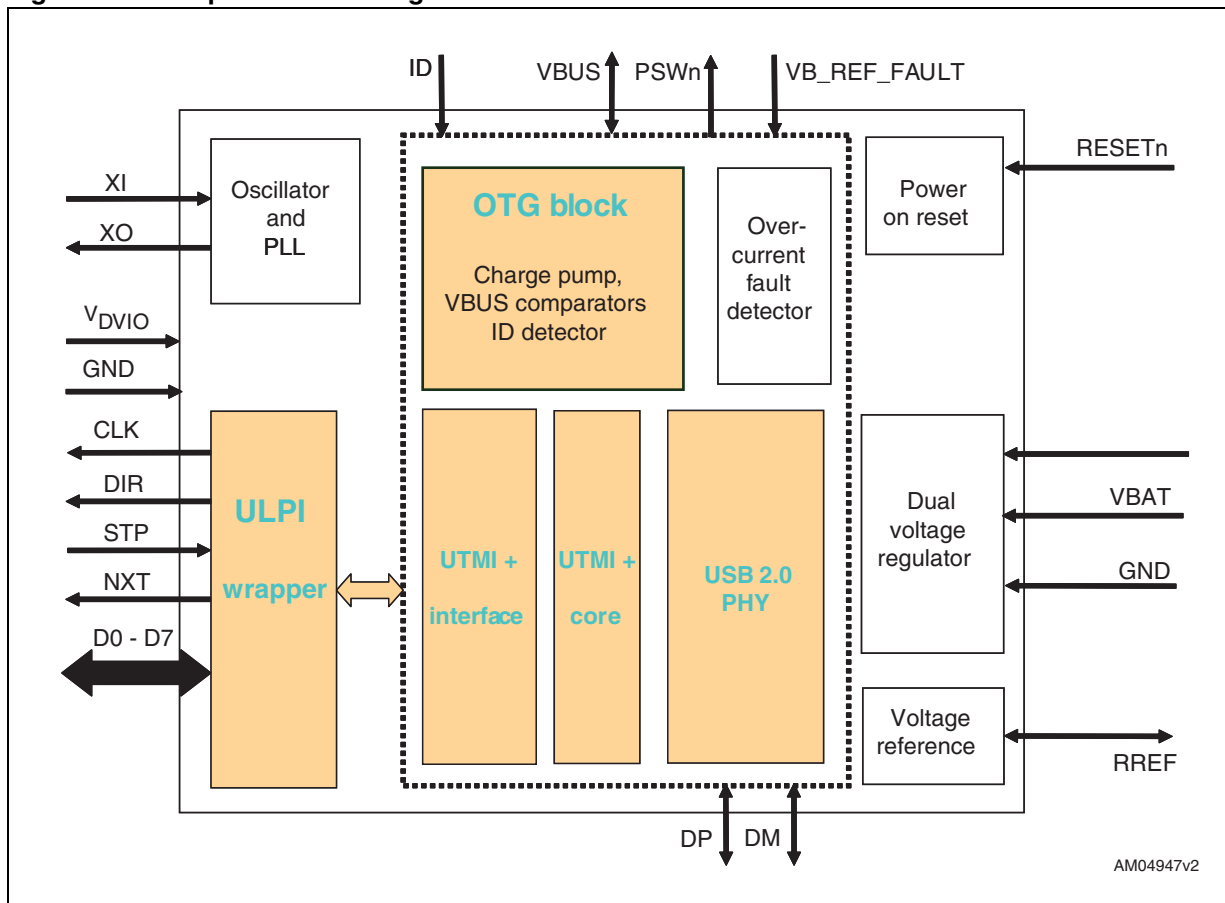 ID
VBUS
PSWn
VB_REF_FAULT
XI
XO
Oscillator
and
PLL
OTG block
Charge pump,
VBUS comparators
ID detector
Over-
current
fault
detector
Power
on reset
RESETn
VDVIO
GND
CLK
DIR
STP
NXT
D0 - D7
ULPI
wrapper
UTMI +
interface
UTMI +
core
USB 2.0
PHY
Dual
voltage
regulator
VBAT
GND
Voltage
reference
RREF
DP
DM
AM04947v2